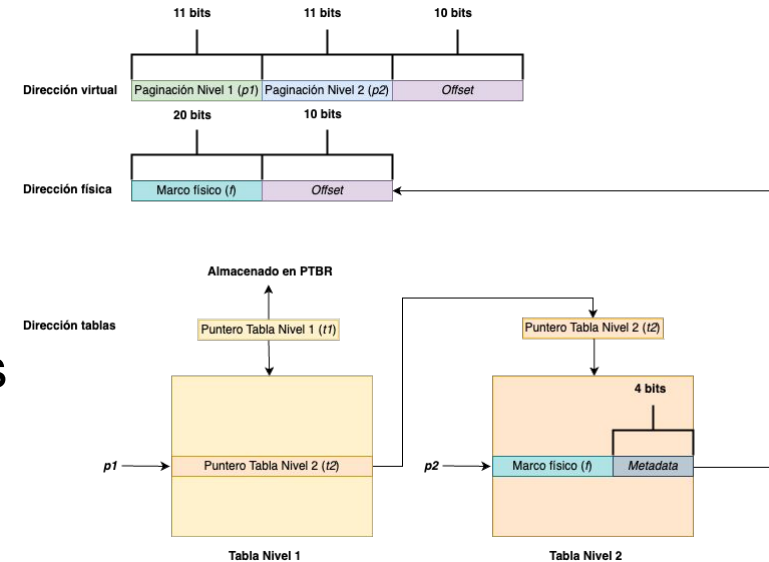 11 bits
11 bits
10 bits
Dirección virtual
Paginación Nivel 1 (p1)
Paginación Nivel 2 (p2)
Offset
20 bits
10 bits
Dirección física
Marco físico (f)
Offset
Almacenado en PTBR
Dirección tablas
Puntero Tabla Nivel 1 (t1)
Puntero Tabla Nivel 2 (t2)
s
4 bits
p1
Puntero Tabla Nivel 2 (t2)
p2
Marco físico (f)
Metadata
Tabla Nivel 1
Tabla Nivel 2